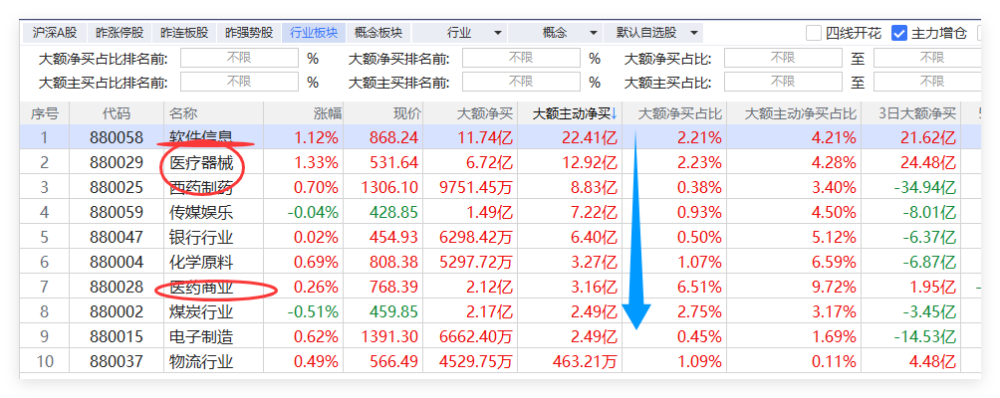 沪深A股 昨涨停股 昨连板股 昨强势股 行业板块 概念板块 行业 概念 默认自选股 四线开花 主力增仓
大额净买占比排名前: 不限 % 大额净买排名前: 不限 % 大额净买占比: 不限 至 不限
大额主买占比排名前: 不限 % 大额主买排名前: 不限 % 大额主买占比: 不限 至 不限
序号 代码 名称 涨幅 现价 大额净买 大额主动净买↓ 大额净买占比 大额主动净买占比 3日大额净买
1 880058 软件信息 1.12% 868.24 11.74亿 22.41亿 2.21% 4.21% 21.62亿
2 880029 医疗器械 1.33% 531.64 6.72亿 12.92亿 2.23% 4.28% 24.48亿
3 880025 西药制药 0.70% 1306.10 9751.45万 8.83亿 0.38% 3.40% -34.94亿
4 880059 传媒娱乐 -0.04% 428.85 1.49亿 7.22亿 0.93% 4.50% -8.01亿
5 880047 银行行业 0.02% 454.93 6298.42万 6.40亿 0.50% 5.12% -6.37亿
6 880004 化学原料 0.69% 808.38 5297.72万 3.27亿 1.07% 6.59% -6.87亿
7 880028 医药商业 0.26% 768.39 2.12亿 3.16亿 6.51% 9.72% 1.95亿
8 880002 煤炭行业 -0.51% 459.85 2.17亿 2.49亿 2.75% 3.17% -3.45亿
9 880015 电子制造 0.62% 1391.30 6662.40万 2.49亿 0.45% 1.69% -14.53亿
10 880037 物流行业 0.49% 566.49 4529.75万 463.21万 1.09% 0.11% 4.48亿